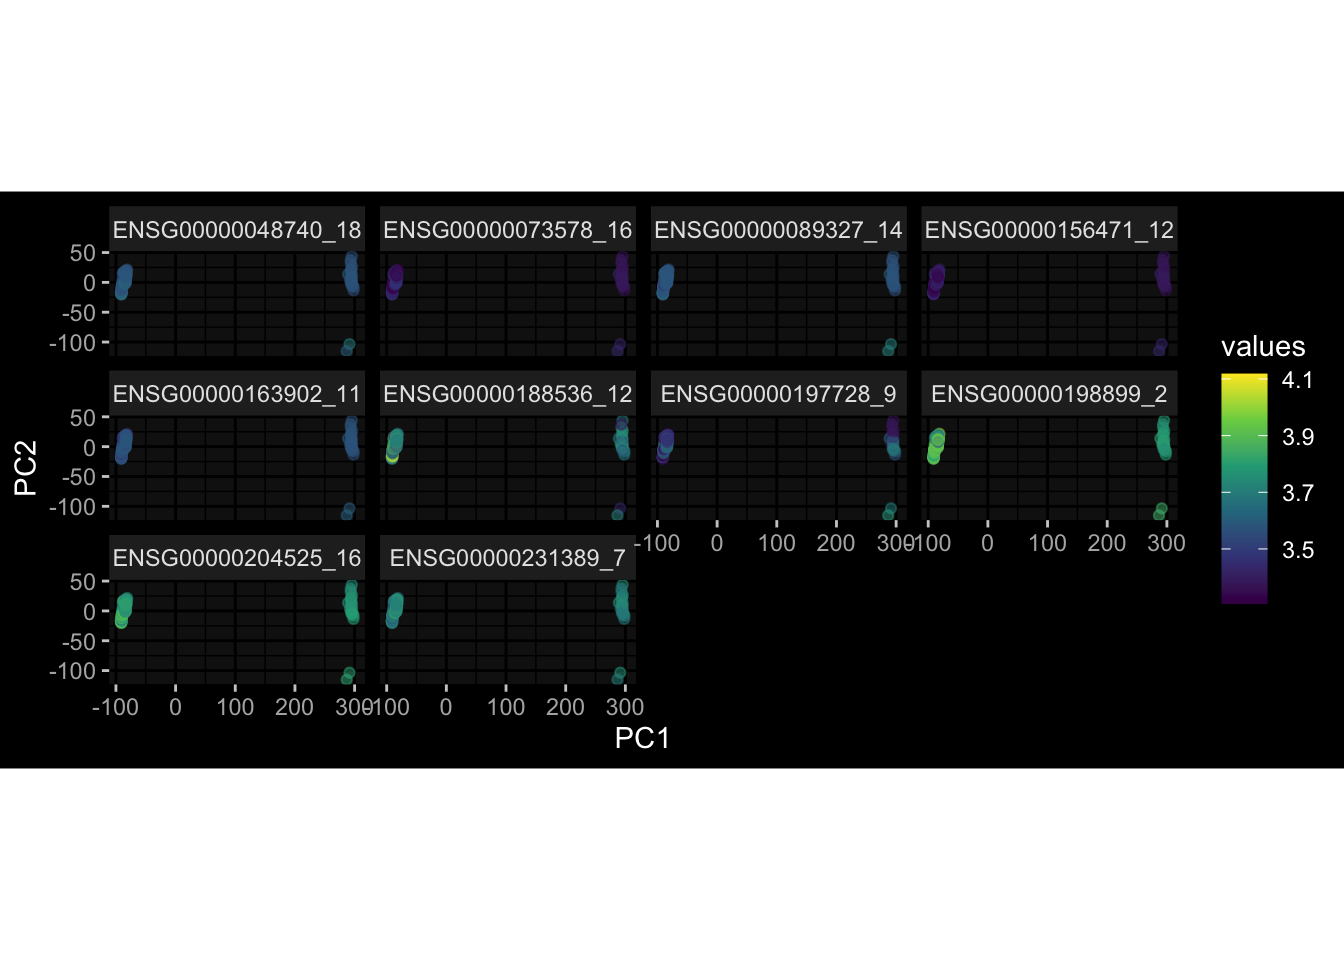 ENSG00000048740_18 ENSG00000073578_16 ENSG00000089327_14 ENSG00000156471_12
50
0
-50
-100
ENSG00000163902_11 ENSG00000188536_12 ENSG00000197728_9 ENSG00000198899_2
50
0
-50
-100
-100 0 100 200 300 -100 0 100 200 300
ENSG00000204525_16 ENSG00000231389_7
50
0
-50
-100
-100 0 100 200 300 -100 0 100 200 300
PC1
PC2
values
4.1
3.9
3.7
3.5